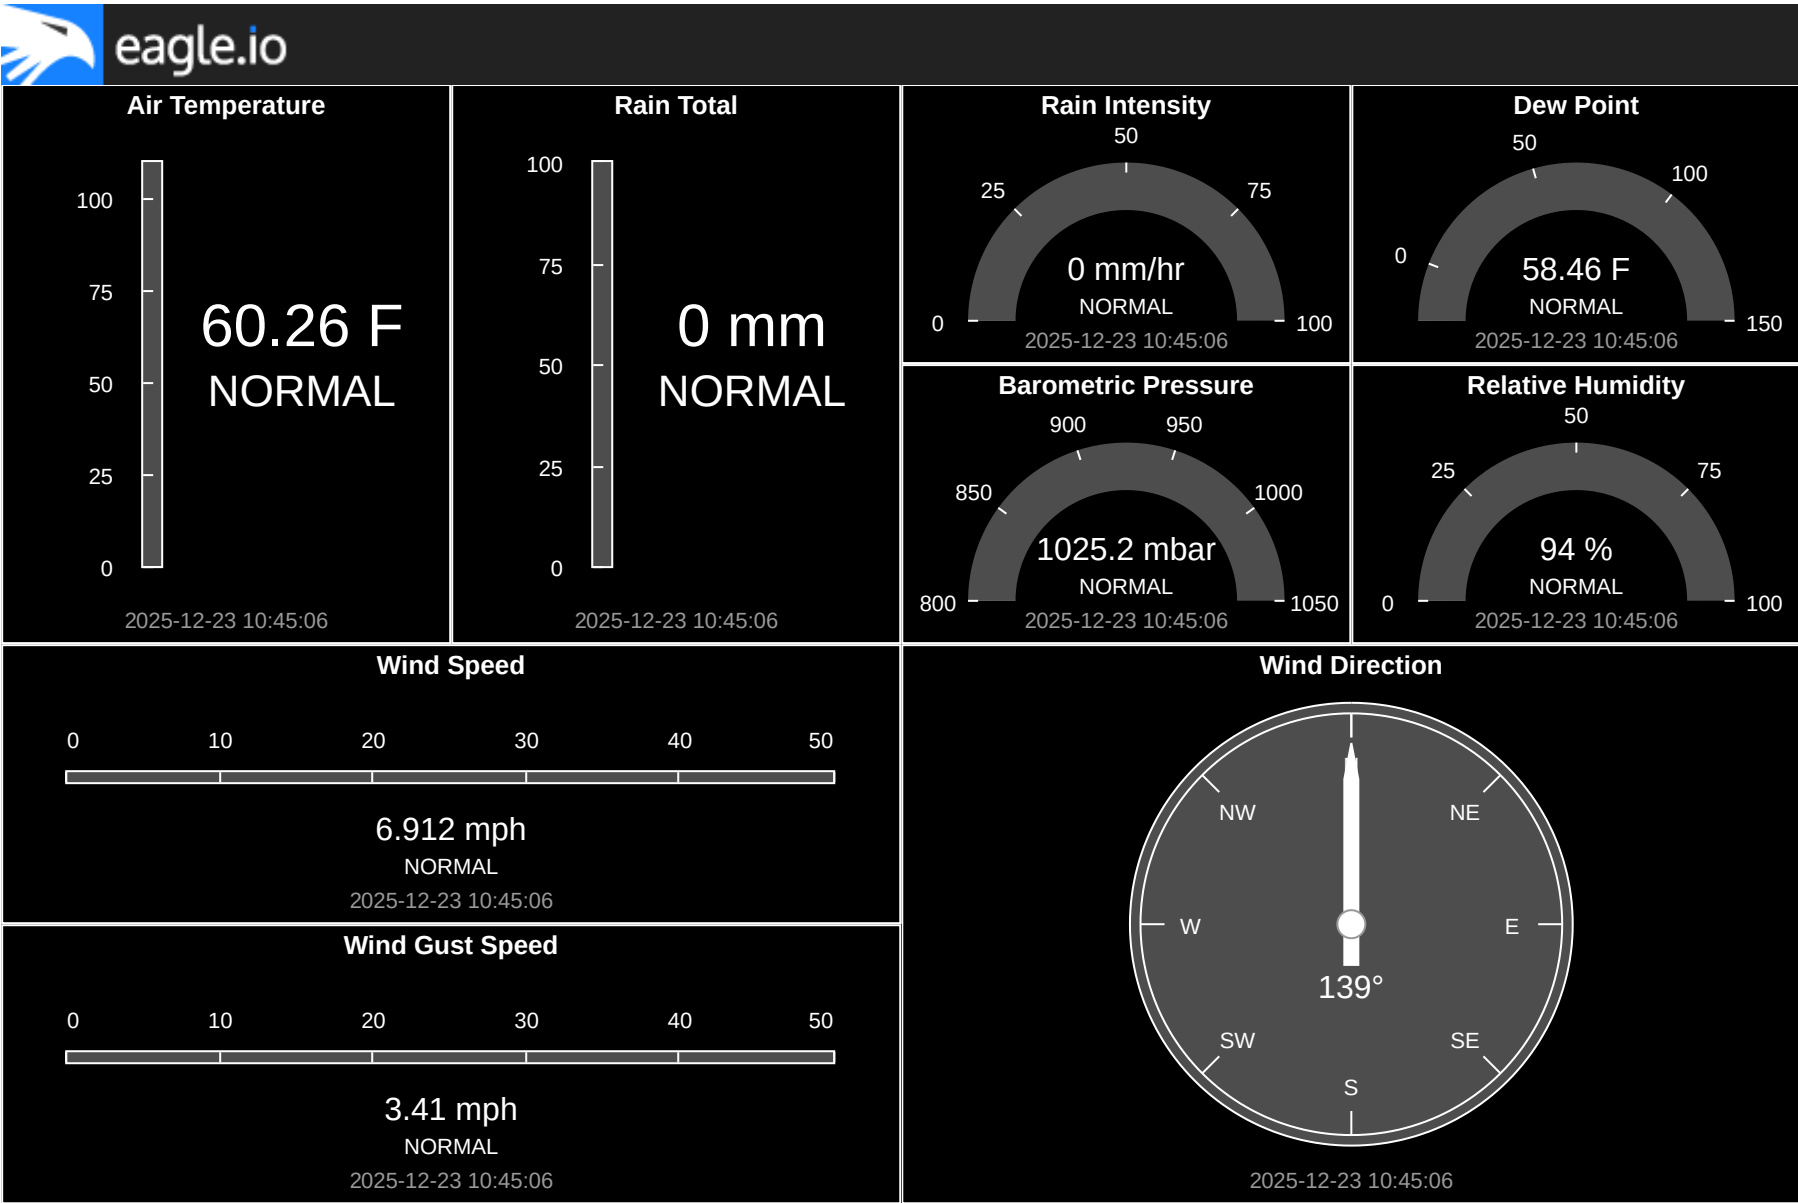 eagle.io
Air Temperature
100
75
50
25
0
60.26 F
NORMAL
2025-12-23 10:45:06
Rain Total
100
75
50
25
0
0 mm
NORMAL
2025-12-23 10:45:06
Rain Intensity
0
25
50
75
100
0 mm/hr
NORMAL
2025-12-23 10:45:06
Dew Point
0
50
100
150
58.46 F
NORMAL
2025-12-23 10:45:06
Barometric Pressure
800
850
900
950
1000
1050
1025.2 mbar
NORMAL
2025-12-23 10:45:06
Relative Humidity
0
25
50
75
100
94 %
NORMAL
2025-12-23 10:45:06
Wind Speed
0 10 20 30 40 50
6.912 mph
NORMAL
2025-12-23 10:45:06
Wind Gust Speed
0 10 20 30 40 50
3.41 mph
NORMAL
2025-12-23 10:45:06
Wind Direction
NW NE
W E
139°
SW SE
S
2025-12-23 10:45:06